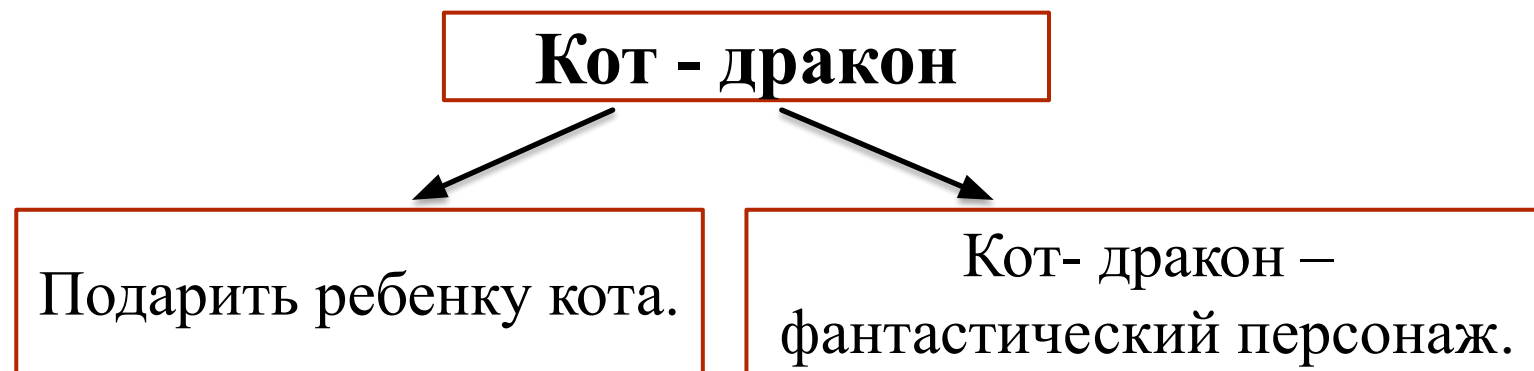 Кот - дракон
Подарить ребенку кота.
Кот- дракон –
фантастический персонаж.